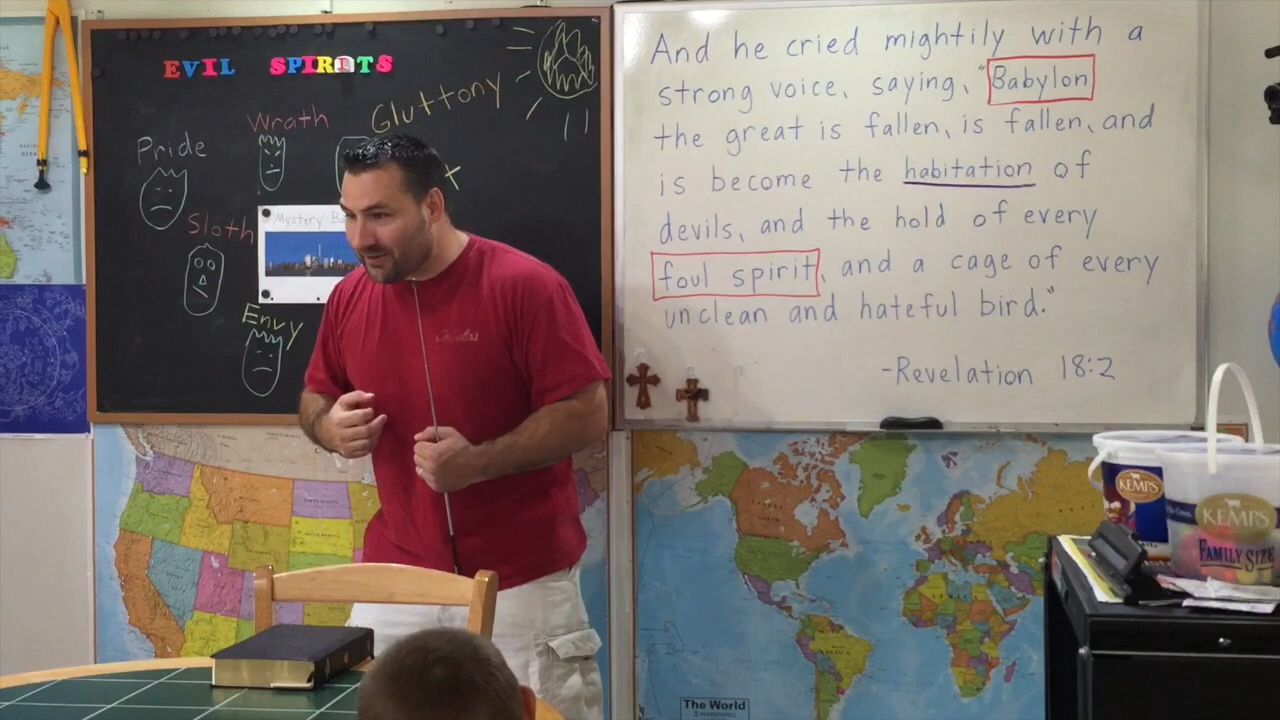 EVIL SPIRITS
Gluttony
Wrath
Pride
Sloth
Mystery
Envy
And he cried mightily with a
strong voice, saying, "Babylon
the great is fallen, is fallen, and
is become the habitation of
devils, and the hold of every
foul spirit, and a cage of every
unclean and hateful bird."
-Revelation 18:2
KEMPS
KEMPS
FAMILY SIZE
The World